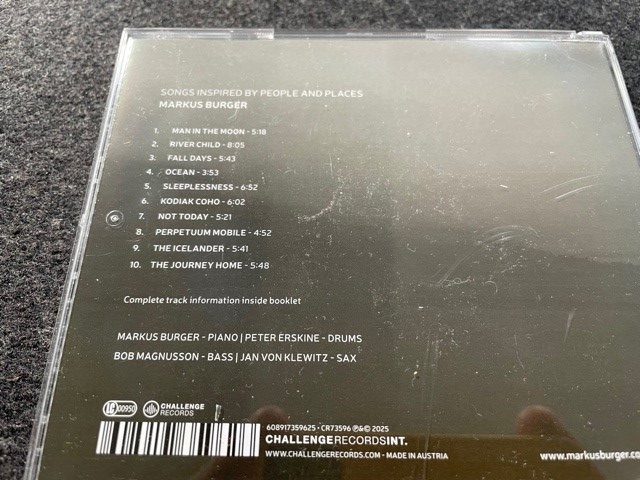 SONGS INSPIRED BY PEOPLE AND PLACES
MARKUS BURGER
1. MAN IN THE MOON - 5:18
2. RIVER CHILD - 8:05
3. FALL DAYS - 5:43
4. OCEAN - 3:53
5. SLEEPLESSNESS - 6:52
6. KODIAK COHO - 6:02
7. NOT TODAY - 5:21
8. PERPETUUM MOBILE - 4:52
9. THE ICELANDER - 5:41
10. THE JOURNEY HOME - 5:48
Complete track information inside booklet
MARKUS BURGER - PIANO | PETER ERSKINE - DRUMS
BOB MAGNUSSON - BASS | JAN VON KLEWITZ - SAX
LC 00950
CHALLENGE
RECORDS
608917359625 • CR73596 ℗&© 2025
CHALLENGERECORDSINT.
WWW.CHALLENGERECORDS.COM - MADE IN AUSTRIA
www.markusburger.co